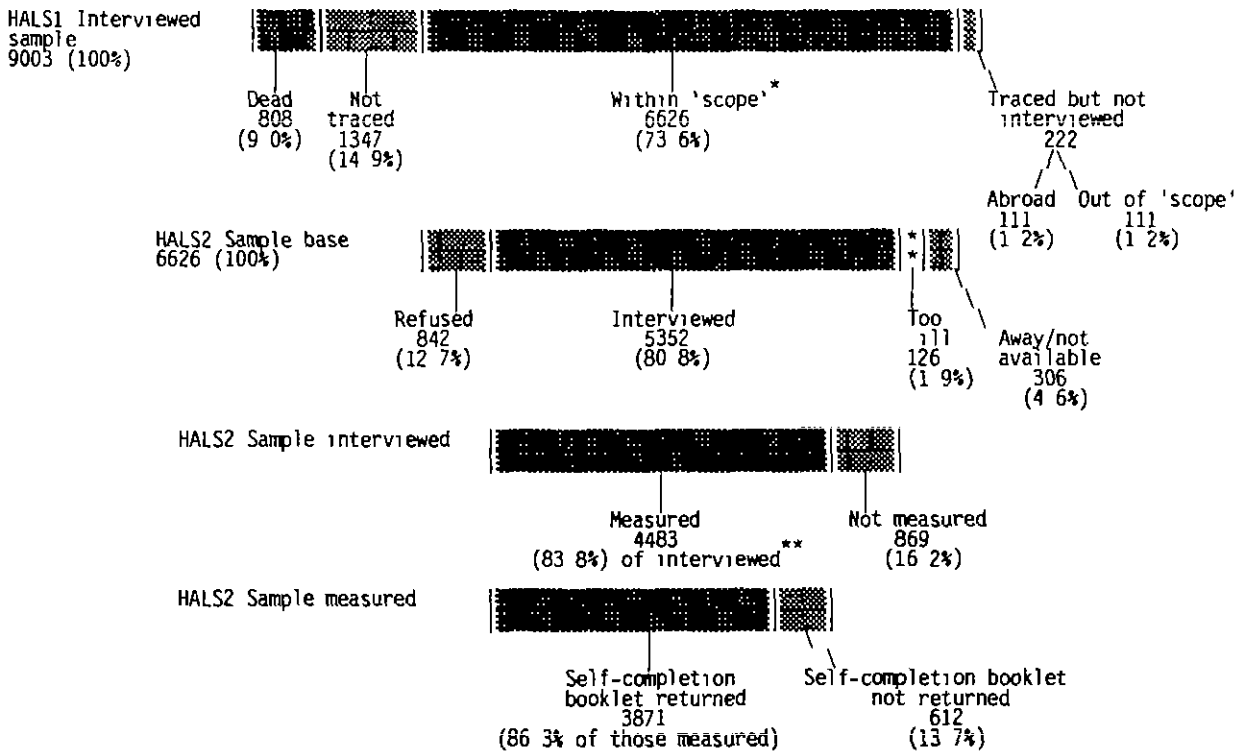 HALS1 Interviewed
sample
9003 (100%)
Dead
808
(9 0%)
Not
traced
1347
(14 9%)
Within 'scope'*
6626
(73 6%)
Traced but not
interviewed
222
Abroad
111
(1 2%)
Out of 'scope'
111
(1 2%)
HALS2 Sample base
6626 (100%)
*
*
Refused
842
(12 7%)
Interviewed
5352
(80 8%)
Too
ill
126
(1 9%)
Away/not
available
306
(4 6%)
HALS2 Sample interviewed
Measured
4483
(83 8%) of interviewed**
Not measured
869
(16 2%)
HALS2 Sample measured
Self-completion
booklet returned
3871
(86 3% of those measured)
Self-completion booklet
not returned
612
(13 7%)